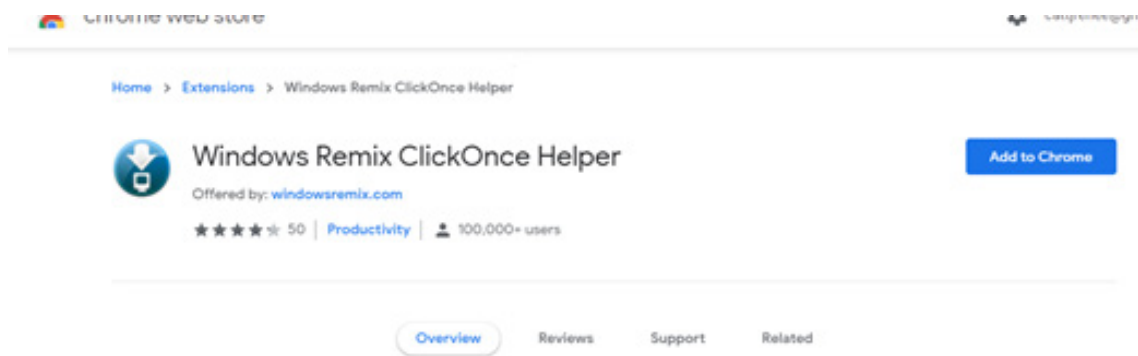 chrome web store
Home > Extensions > Windows Remix ClickOnce Helper
Windows Remix ClickOnce Helper
Add to Chrome
Offered by: windowsremix.com
50 | Productivity | 100,000+ users
Overview Reviews Support Related